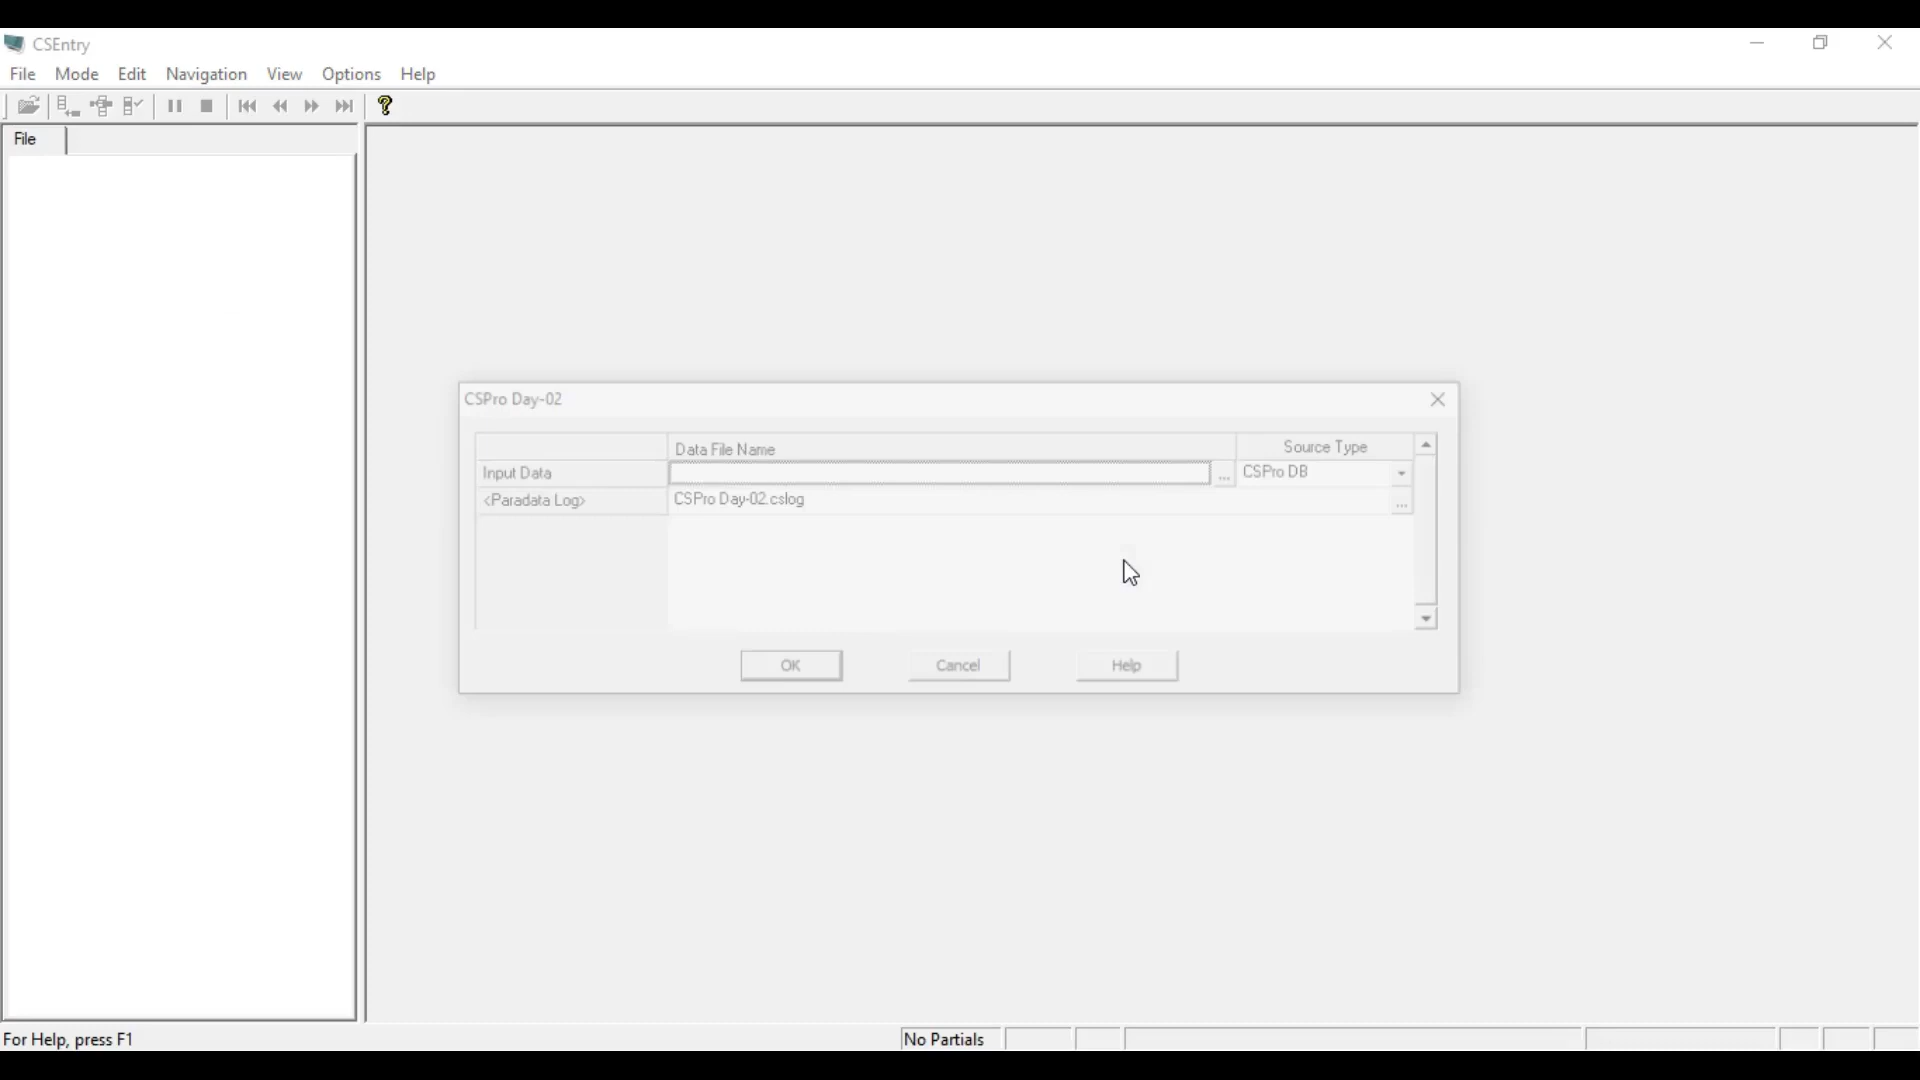 CSEntry
File Mode Edit Navigation View Options Help
File
CSPro Day-02
Data File Name Source Type
Input Data ... CSPro DB
<Paradata Log> CSPro Day-02.cslog ...
OK Cancel Help
For Help, press F1 No Partials